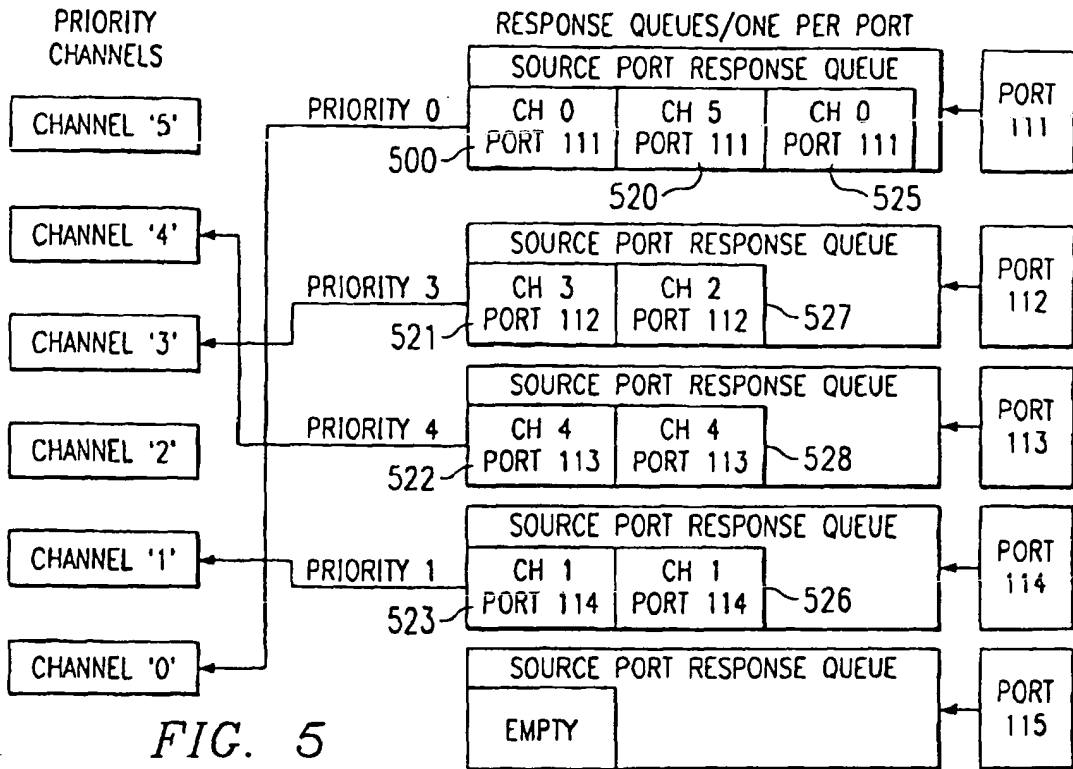 PRIORITY
CHANNELS
RESPONSE QUEUES/ONE PER PORT
CHANNEL '5'
CHANNEL '4'
CHANNEL '3'
CHANNEL '2'
CHANNEL '1'
CHANNEL '0'
SOURCE PORT RESPONSE QUEUE
PRIORITY 0
CH 0
PORT 111
CH 5
PORT 111
CH 0
PORT 111
500
520
525
PORT
111
SOURCE PORT RESPONSE QUEUE
PRIORITY 3
CH 3
PORT 112
CH 2
PORT 112
521
527
PORT
112
SOURCE PORT RESPONSE QUEUE
PRIORITY 4
CH 4
PORT 113
CH 4
PORT 113
522
528
PORT
113
SOURCE PORT RESPONSE QUEUE
PRIORITY 1
CH 1
PORT 114
CH 1
PORT 114
523
526
PORT
114
SOURCE PORT RESPONSE QUEUE
EMPTY
PORT
115
FIG. 5